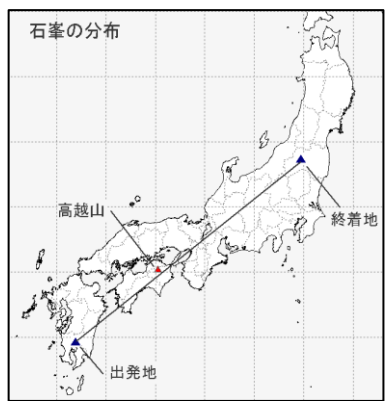 石峯の分布
高越山
終着地
出発地